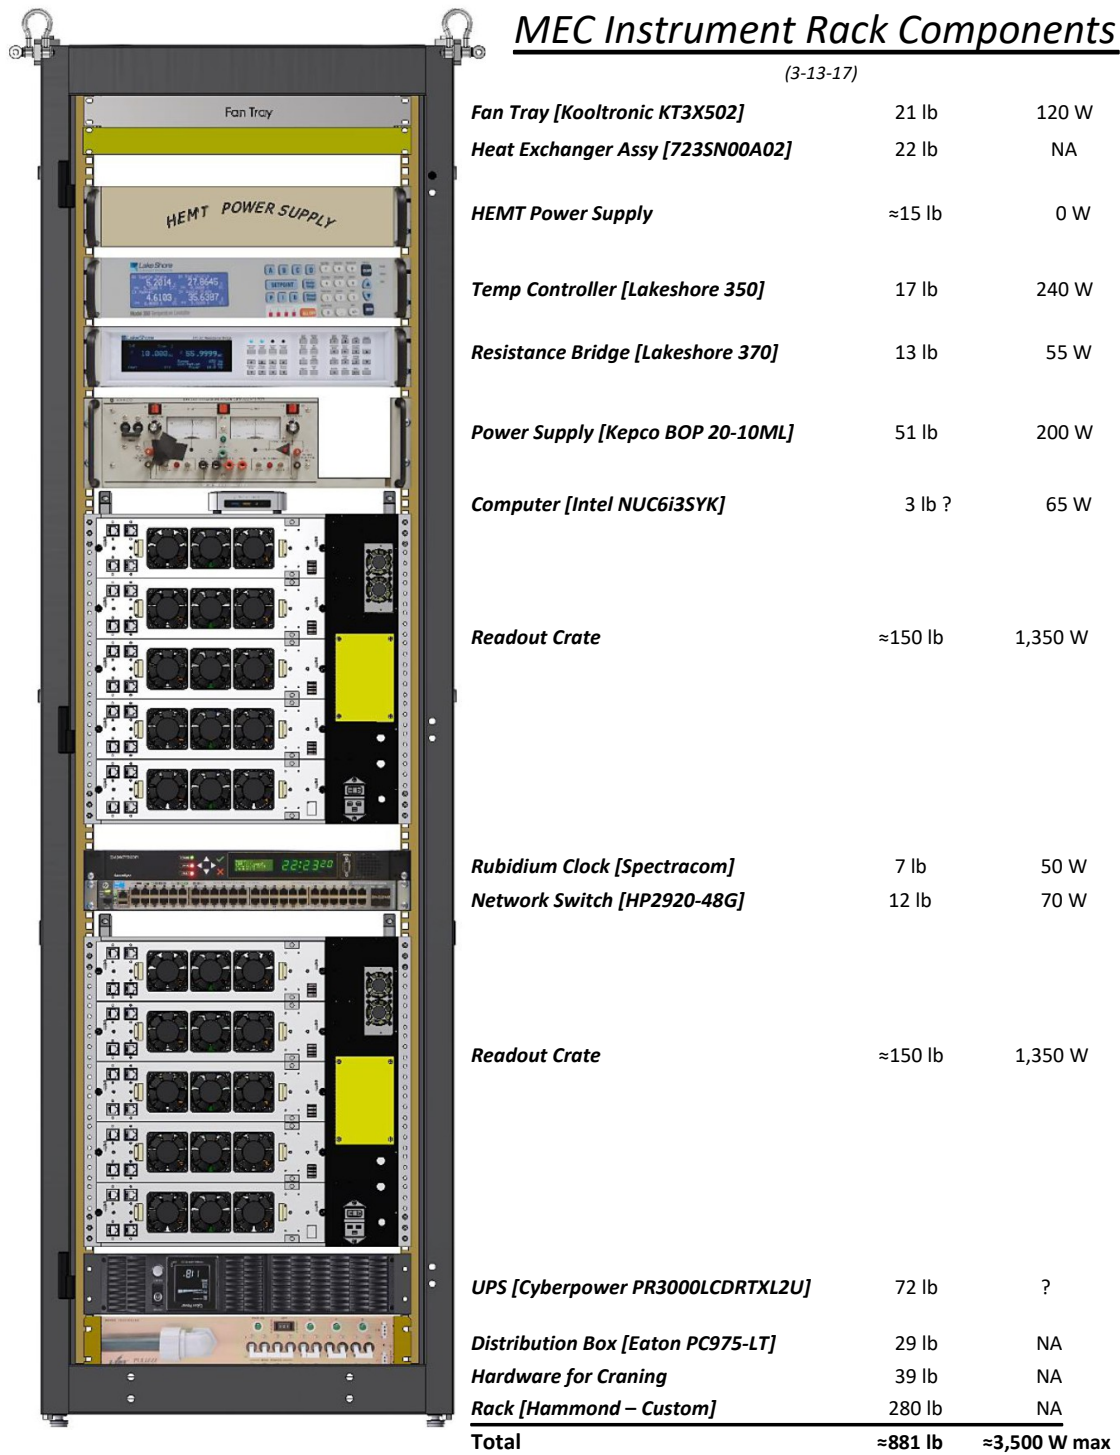 MEC Instrument Rack Components
(3-13-17)
Fan Tray
Fan Tray [Kooltronic KT3X502] 21 lb 120 W
Heat Exchanger Assy [723SN00A02] 22 lb NA
HEMT POWER SUPPLY
HEMT Power Supply ≈15 lb 0 W
LakeShore
SETPOINT
Temp Controller [Lakeshore 350] 17 lb 240 W
LakeShore
Resistance Bridge [Lakeshore 370] 13 lb 55 W
Power Supply [Kepco BOP 20-10ML] 51 lb 200 W
Computer [Intel NUC6i3SYK] 3 lb ? 65 W
Readout Crate ≈150 lb 1,350 W
22:23:20
Rubidium Clock [Spectracom] 7 lb 50 W
Network Switch [HP2920-48G] 12 lb 70 W
Readout Crate ≈150 lb 1,350 W
UPS [Cyberpower PR3000LCDRTXL2U] 72 lb ?
Distribution Box [Eaton PC975-LT] 29 lb NA
Hardware for Craning 39 lb NA
Rack [Hammond – Custom] 280 lb NA
Total ≈881 lb ≈3,500 W max